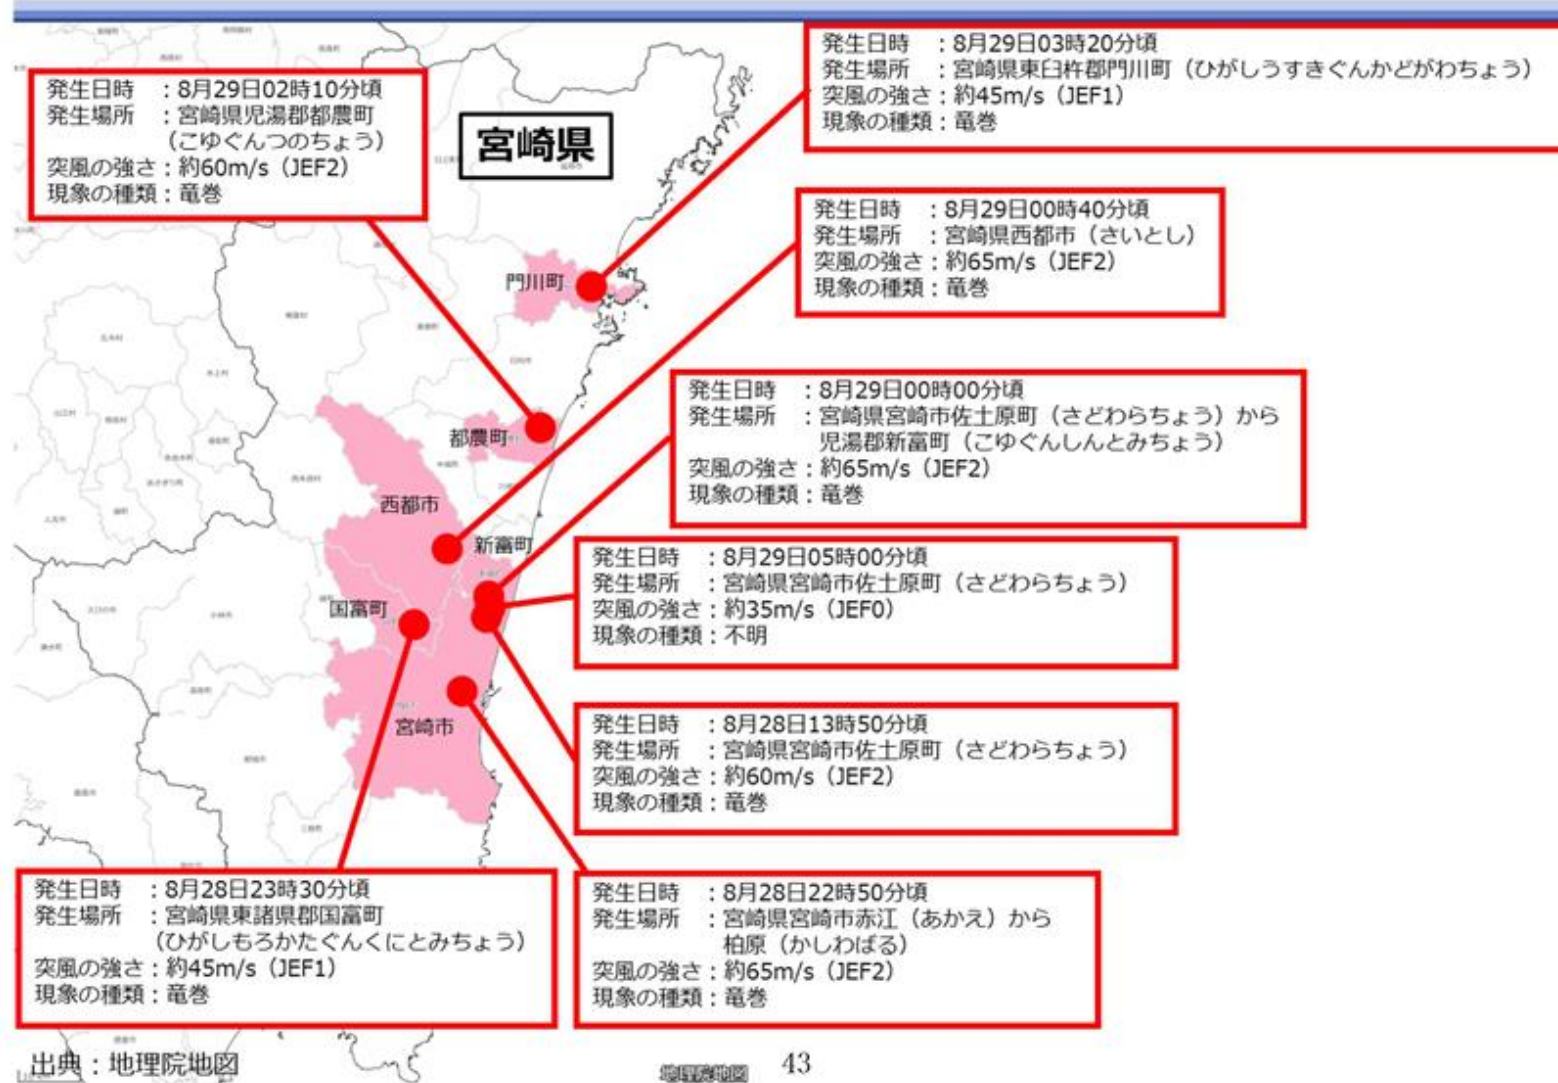 発生日時　：8月29日03時20分頃
発生場所　：宮崎県東臼杵郡門川町（ひがしうすきぐんかどがわちょう）
突風の強さ：約45m/s（JEF1）
現象の種類：竜巻
発生日時　：8月29日02時10分頃
発生場所　：宮崎県児湯郡都農町
（こゆぐんつのちょう）
突風の強さ：約60m/s（JEF2）
現象の種類：竜巻
宮崎県
発生日時　：8月29日00時40分頃
発生場所　：宮崎県西都市（さいとし）
突風の強さ：約65m/s（JEF2）
現象の種類：竜巻
門川町
発生日時　：8月29日00時00分頃
発生場所　：宮崎県宮崎市佐土原町（さどわらちょう）から
児湯郡新富町（こゆぐんしんとみちょう）
突風の強さ：約65m/s（JEF2）
現象の種類：竜巻
都農町
西都市
新富町
発生日時　：8月29日05時00分頃
発生場所　：宮崎県宮崎市佐土原町（さどわらちょう）
突風の強さ：約35m/s（JEF0）
現象の種類：不明
国富町
宮崎市
発生日時　：8月28日13時50分頃
発生場所　：宮崎県宮崎市佐土原町（さどわらちょう）
突風の強さ：約60m/s（JEF2）
現象の種類：竜巻
発生日時　：8月28日23時30分頃
発生場所　：宮崎県東諸県郡国富町
（ひがしもろかたぐんくにとみちょう）
突風の強さ：約45m/s（JEF1）
現象の種類：竜巻
発生日時　：8月28日22時50分頃
発生場所　：宮崎県宮崎市赤江（あかえ）から
柏原（かしわばる）
突風の強さ：約65m/s（JEF2）
現象の種類：竜巻
出典：地理院地図
地理院地図
43